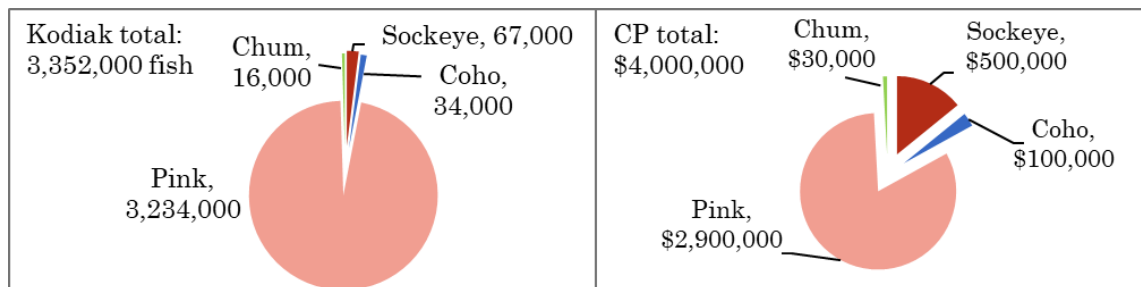 Kodiak total:
3,352,000 fish
Chum,
16,000
Sockeye, 67,000
Coho,
34,000
Pink,
3,234,000
CP total:
$4,000,000
Chum,
$30,000
Sockeye,
$500,000
Coho,
$100,000
Pink,
$2,900,000